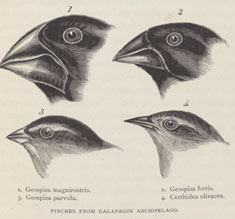 1
2
3
4
1. Geospiza magnirostris. 2. Geospiza fortis.
3. Geospiza parvula. 4. Certhidea olivacea.
FINCHES FROM GALAPAGOS ARCHIPELAGO.